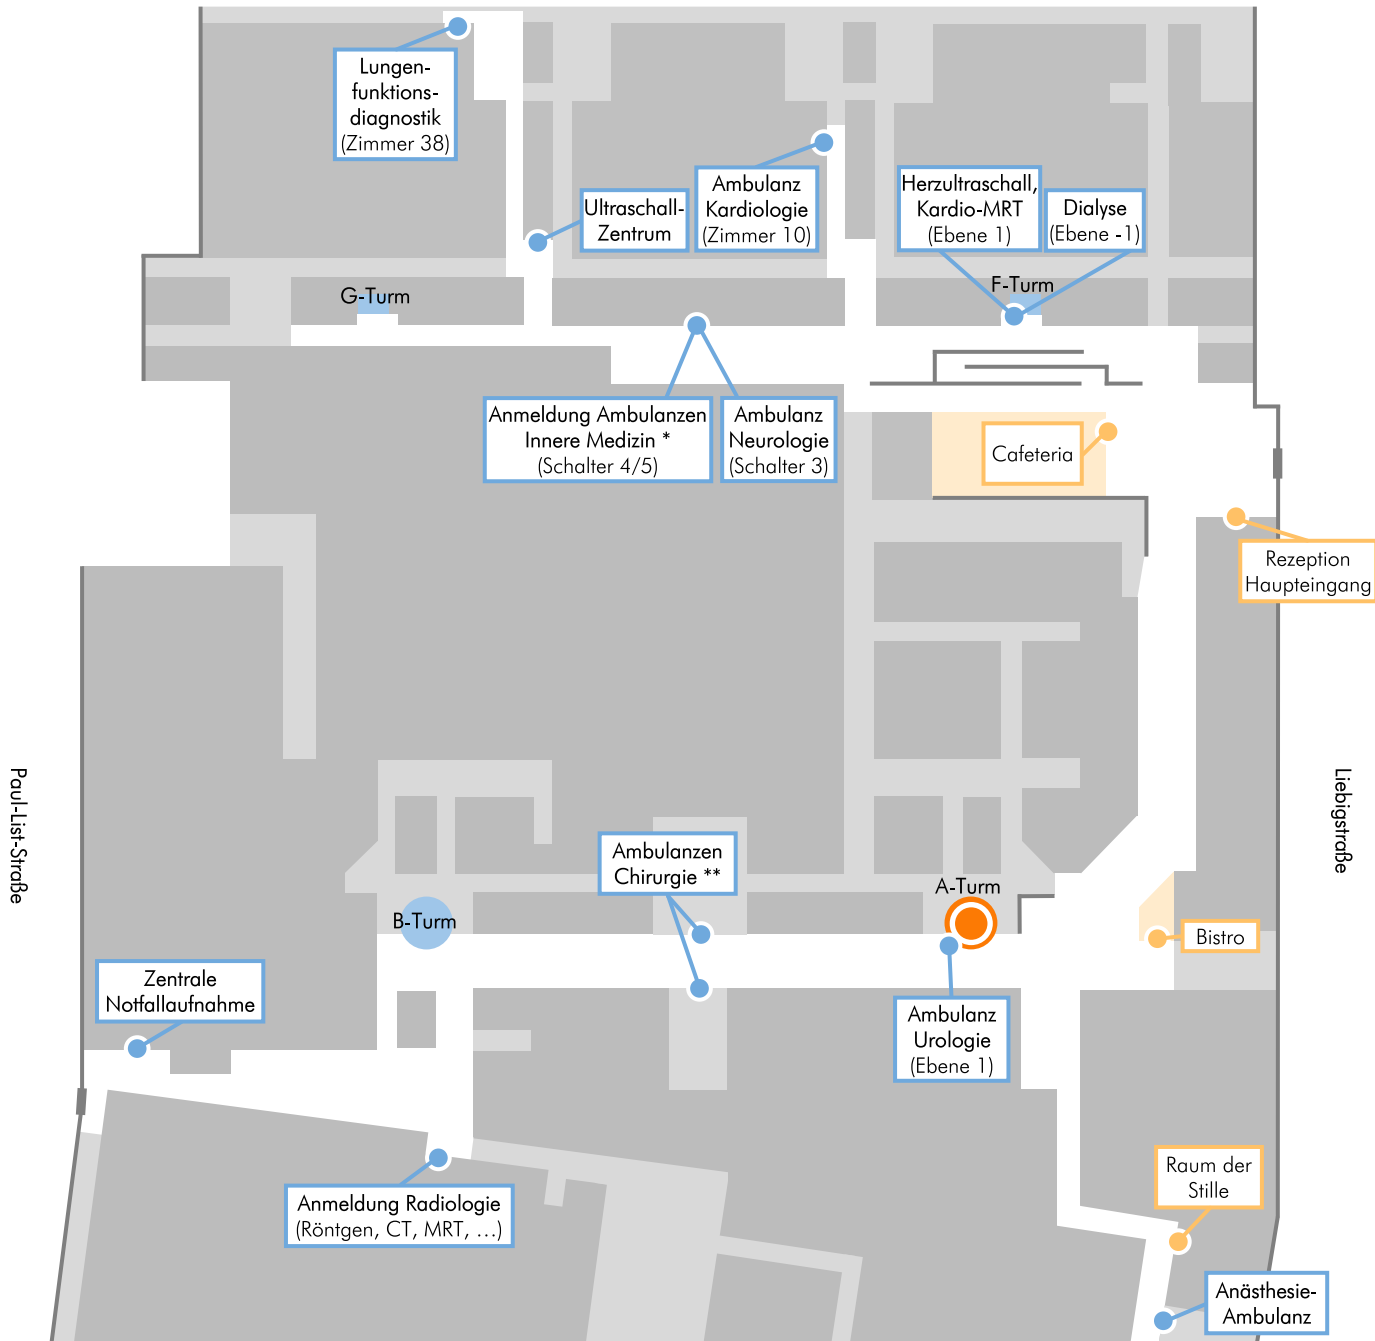 Lungen-
funktions-
diagnostik
(Zimmer 38)
Ultraschall-
Zentrum
Ambulanz
Kardiologie
(Zimmer 10)
Herzultraschall,
Kardio-MRT
(Ebene 1)
Dialyse
(Ebene -1)
G-Turm
F-Turm
Anmeldung Ambulanzen
Innere Medizin *
(Schalter 4/5)
Ambulanz
Neurologie
(Schalter 3)
Cafeteria
Rezeption
Haupteingang
Paul-List-Straße
Liebigstraße
Ambulanzen
Chirurgie **
A-Turm
B-Turm
Bistro
Zentrale
Notfallaufnahme
Ambulanz
Urologie
(Ebene 1)
Anmeldung Radiologie
(Röntgen, CT, MRT, ...)
Raum der
Stille
Anästhesie-
Ambulanz